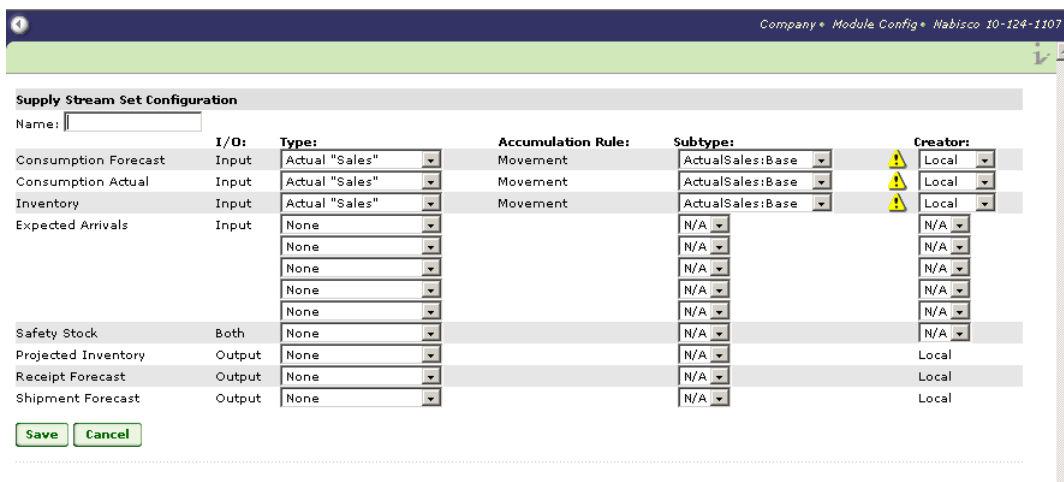 Company • Module Config • Nabisco 10-124-1107
Supply Stream Set Configuration
Name:
I/O: Type: Accumulation Rule: Subtype: Creator:
Consumption Forecast Input Actual "Sales" Movement ActualSales:Base Local
Consumption Actual Input Actual "Sales" Movement ActualSales:Base Local
Inventory Input Actual "Sales" Movement ActualSales:Base Local
Expected Arrivals Input None N/A N/A
None N/A N/A
None N/A N/A
None N/A N/A
None N/A N/A
Safety Stock Both None N/A N/A
Projected Inventory Output None N/A Local
Receipt Forecast Output None N/A Local
Shipment Forecast Output None N/A Local
Save Cancel